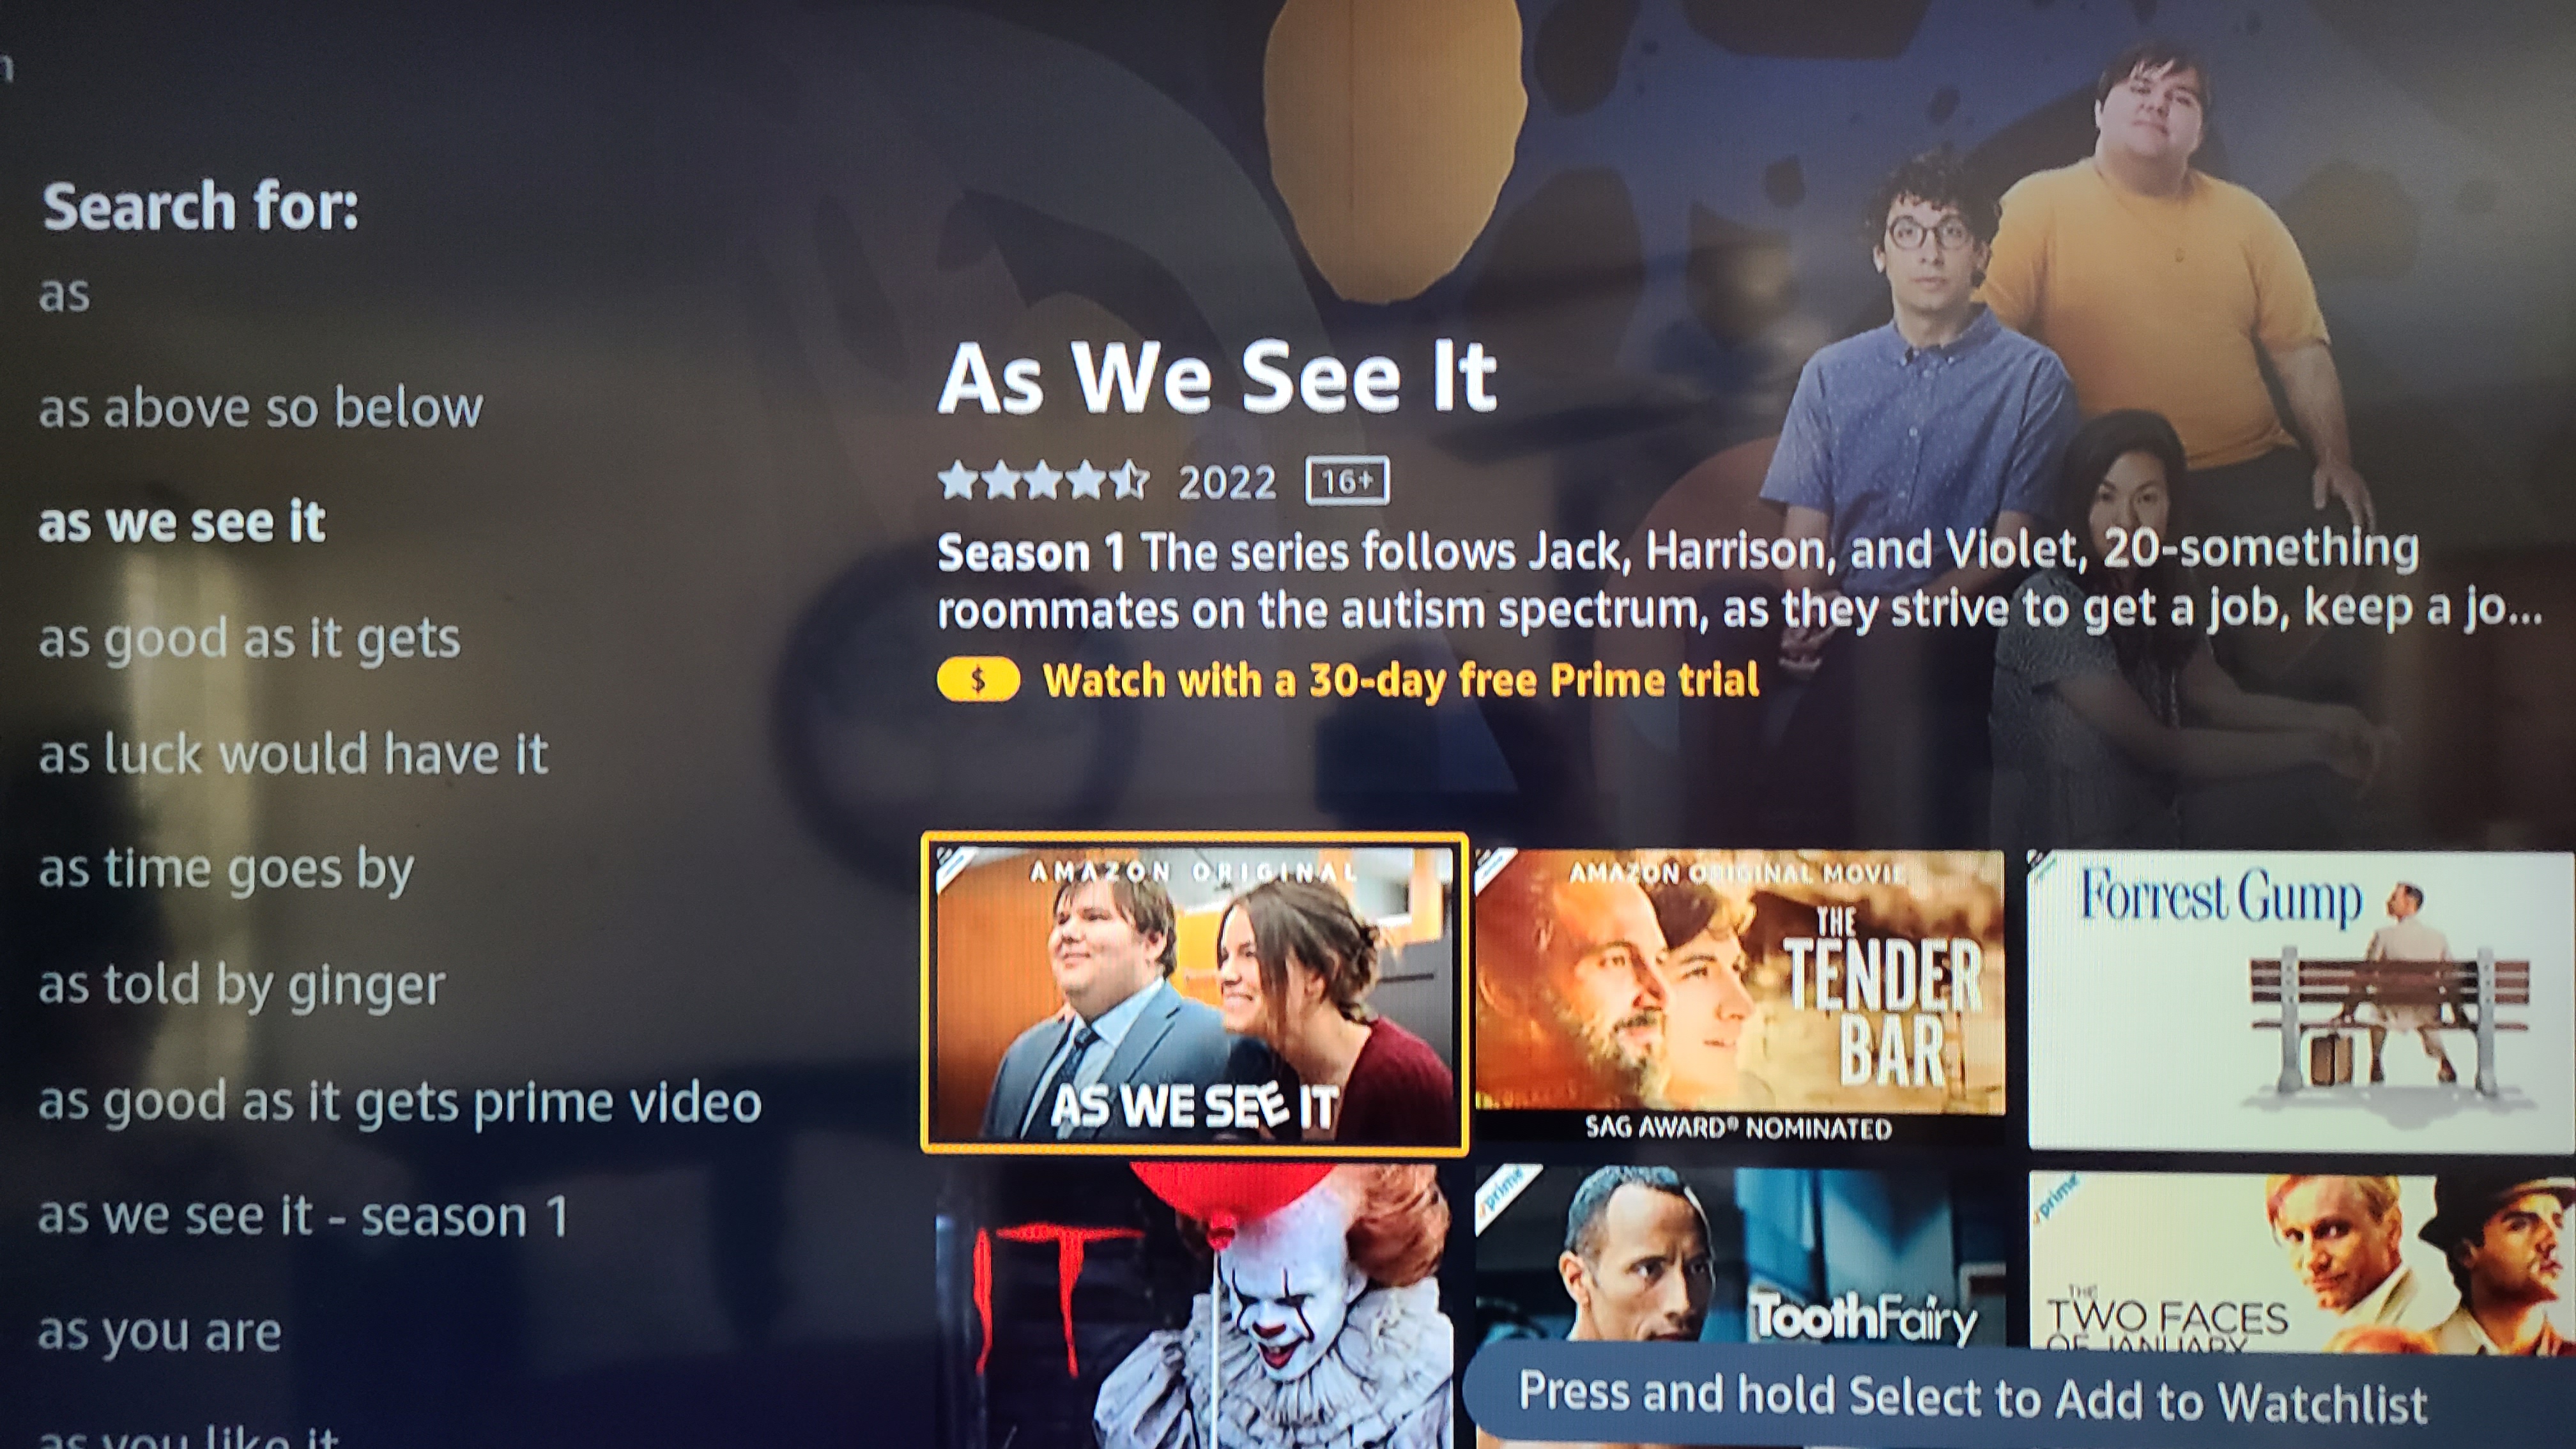 Search for:
as
as above so below
as we see it
as good as it gets
as luck would have it
as time goes by
as told by ginger
as good as it gets prime video
as we see it - season 1
as you are
as you like it
As We See It
2022 16+
Season 1 The series follows Jack, Harrison, and Violet, 20-something
roommates on the autism spectrum, as they strive to get a job, keep a jo...
$ Watch with a 30-day free Prime trial
AMAZON ORIGINAL
AS WE SEE IT
AMAZON ORIGINAL MOVIE
THE
TENDER
BAR
SAG AWARD® NOMINATED
Forrest Gump
IT
prime
ToothFairy
prime
THE
TWO FACES
OF JANUARY
Press and hold Select to Add to Watchlist